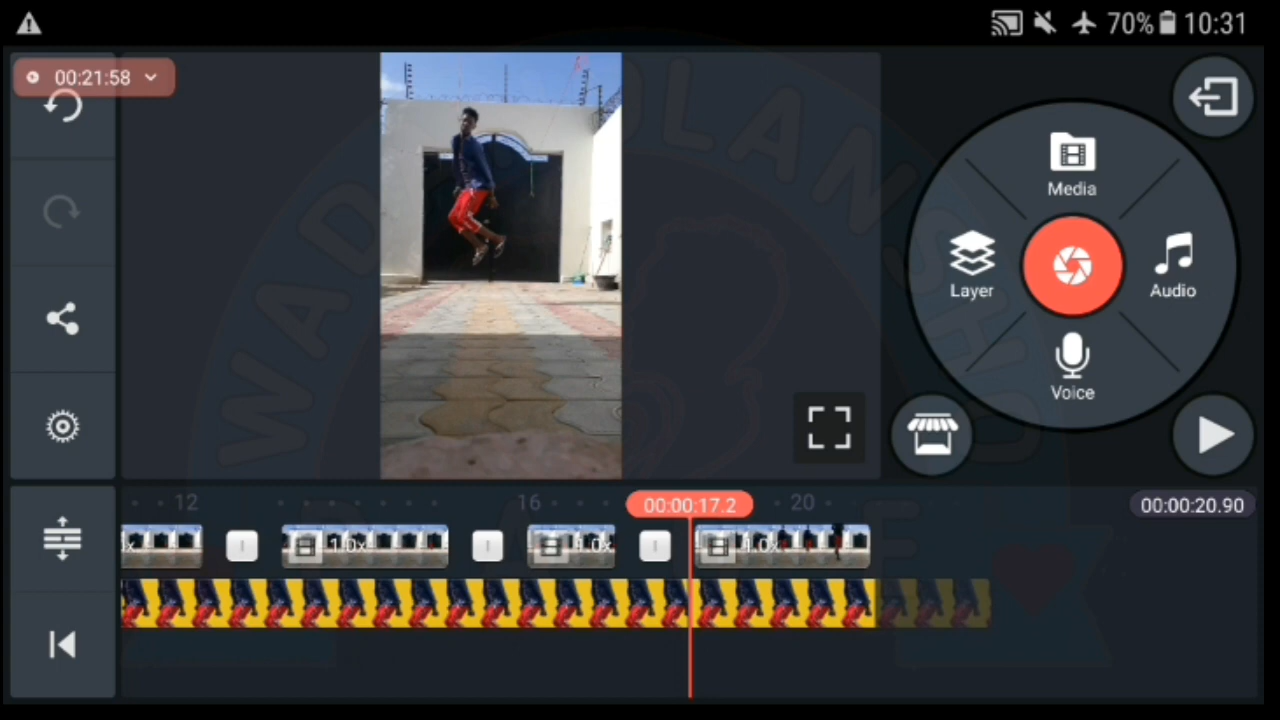 70% 10:31
00:21:58
Media
Layer
Audio
Voice
12
16
00:00:17.2
20
00:00:20.90
1.0x
1.0x
1.0x